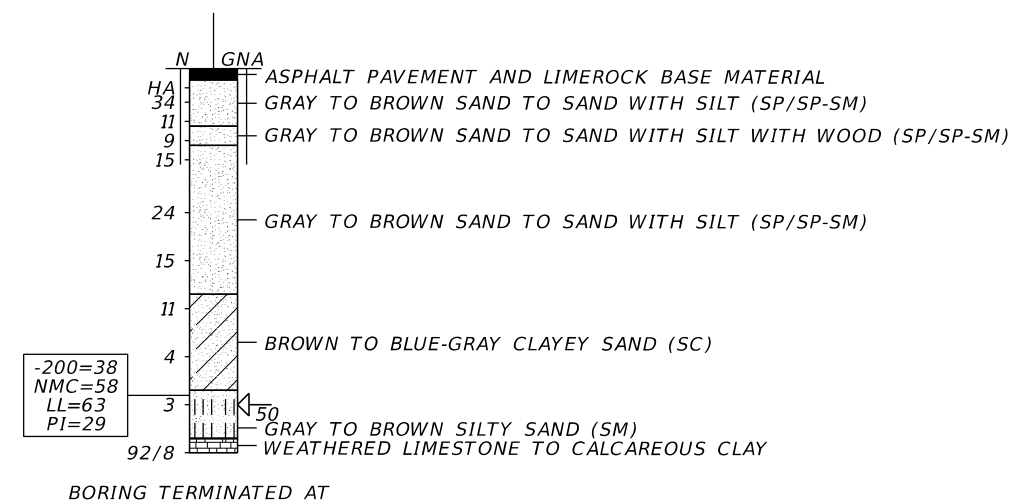 N GNA
ASPHALT PAVEMENT AND LIMEROCK BASE MATERIAL
HA
34 GRAY TO BROWN SAND TO SAND WITH SILT (SP/SP-SM)
11
9 GRAY TO BROWN SAND TO SAND WITH SILT WITH WOOD (SP/SP-SM)
15
24 GRAY TO BROWN SAND TO SAND WITH SILT (SP/SP-SM)
15
11
BROWN TO BLUE-GRAY CLAYEY SAND (SC)
4
-200=38
NMC=58
LL=63
PI=29
3
50
GRAY TO BROWN SILTY SAND (SM)
WEATHERED LIMESTONE TO CALCAREOUS CLAY
92/8
BORING TERMINATED AT